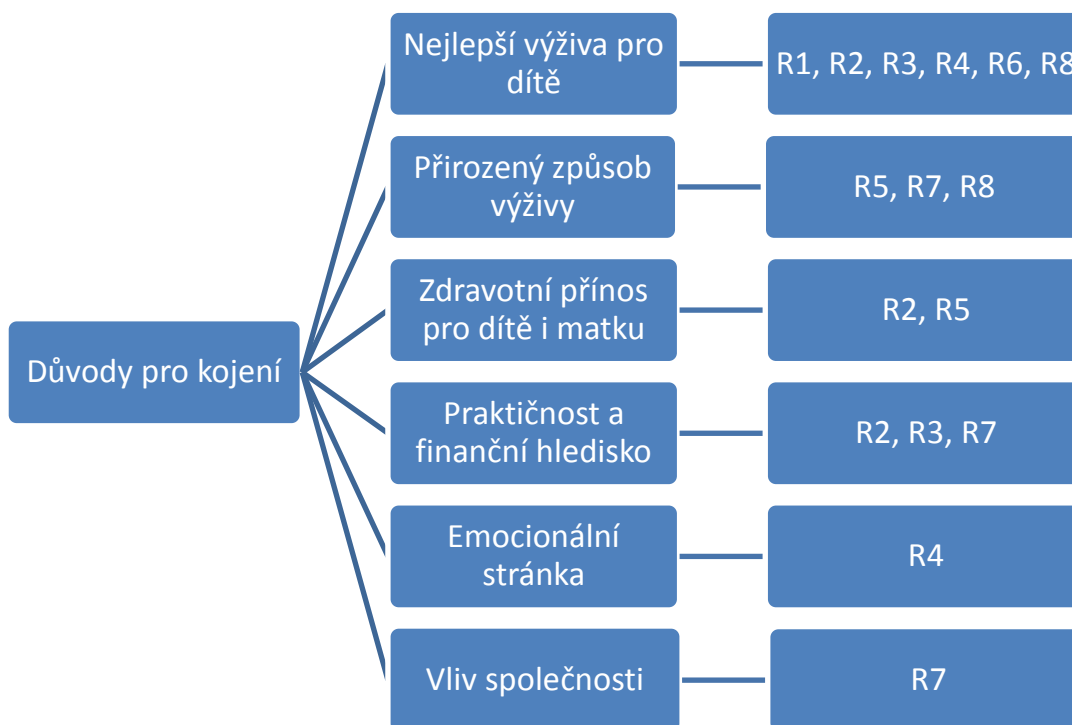 Důvody pro kojení
Nejlepší výživa pro
dítě
R1, R2, R3, R4, R6, R8
Přirozený způsob
výživy
R5, R7, R8
Zdravotní přínos
pro dítě i matku
R2, R5
Praktičnost a
finanční hledisko
R2, R3, R7
Emocionální
stránka
R4
Vliv společnosti
R7